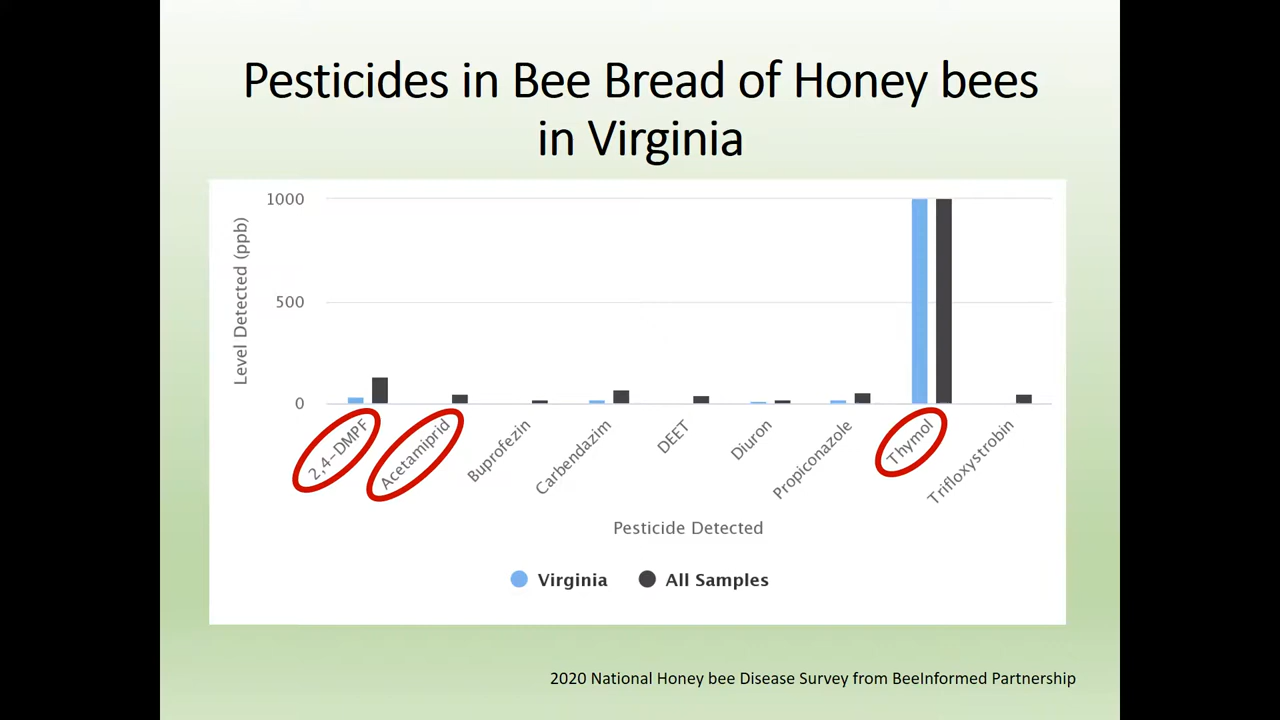 Pesticides in Bee Bread of Honey bees
in Virginia
1000
500
0
Level Detected (ppb)
2,4-DMPF
Acetamiprid
Buprofezin
Carbendazim
DEET
Diuron
Propiconazole
Thymol
Trifloxystrobin
Pesticide Detected
Virginia All Samples
2020 National Honey bee Disease Survey from BeeInformed Partnership